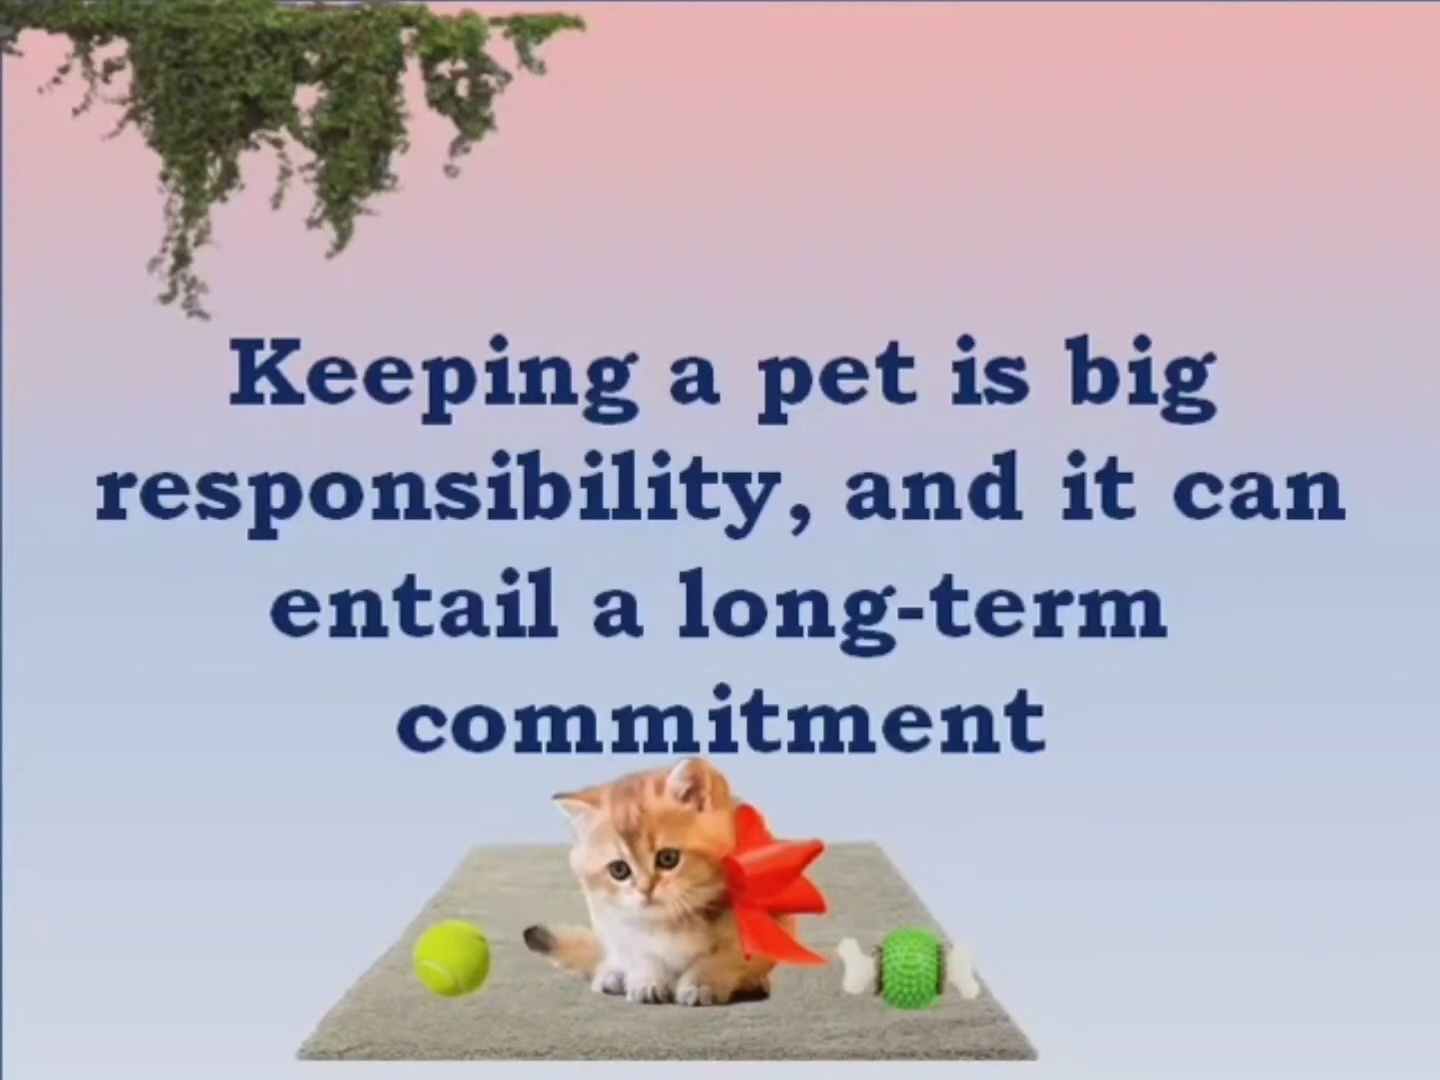 Keeping a pet is big
responsibility, and it can
entail a long-term
commitment